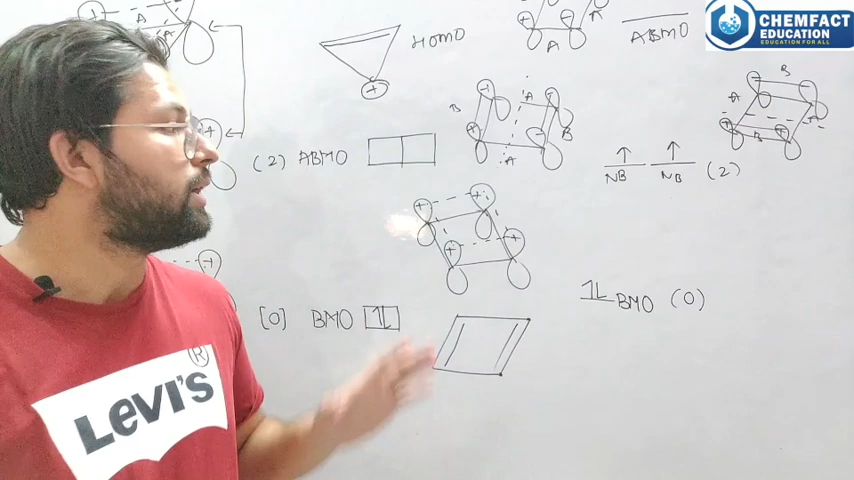 CHEMFACT
EDUCATION
EDUCATION FOR ALL
HOMO
A
A
A
ABMO
B
A
B
A
B
A
B
(2) ABMO
NB NB (2)
[0] BMO
BMO (0)
Levi's
R